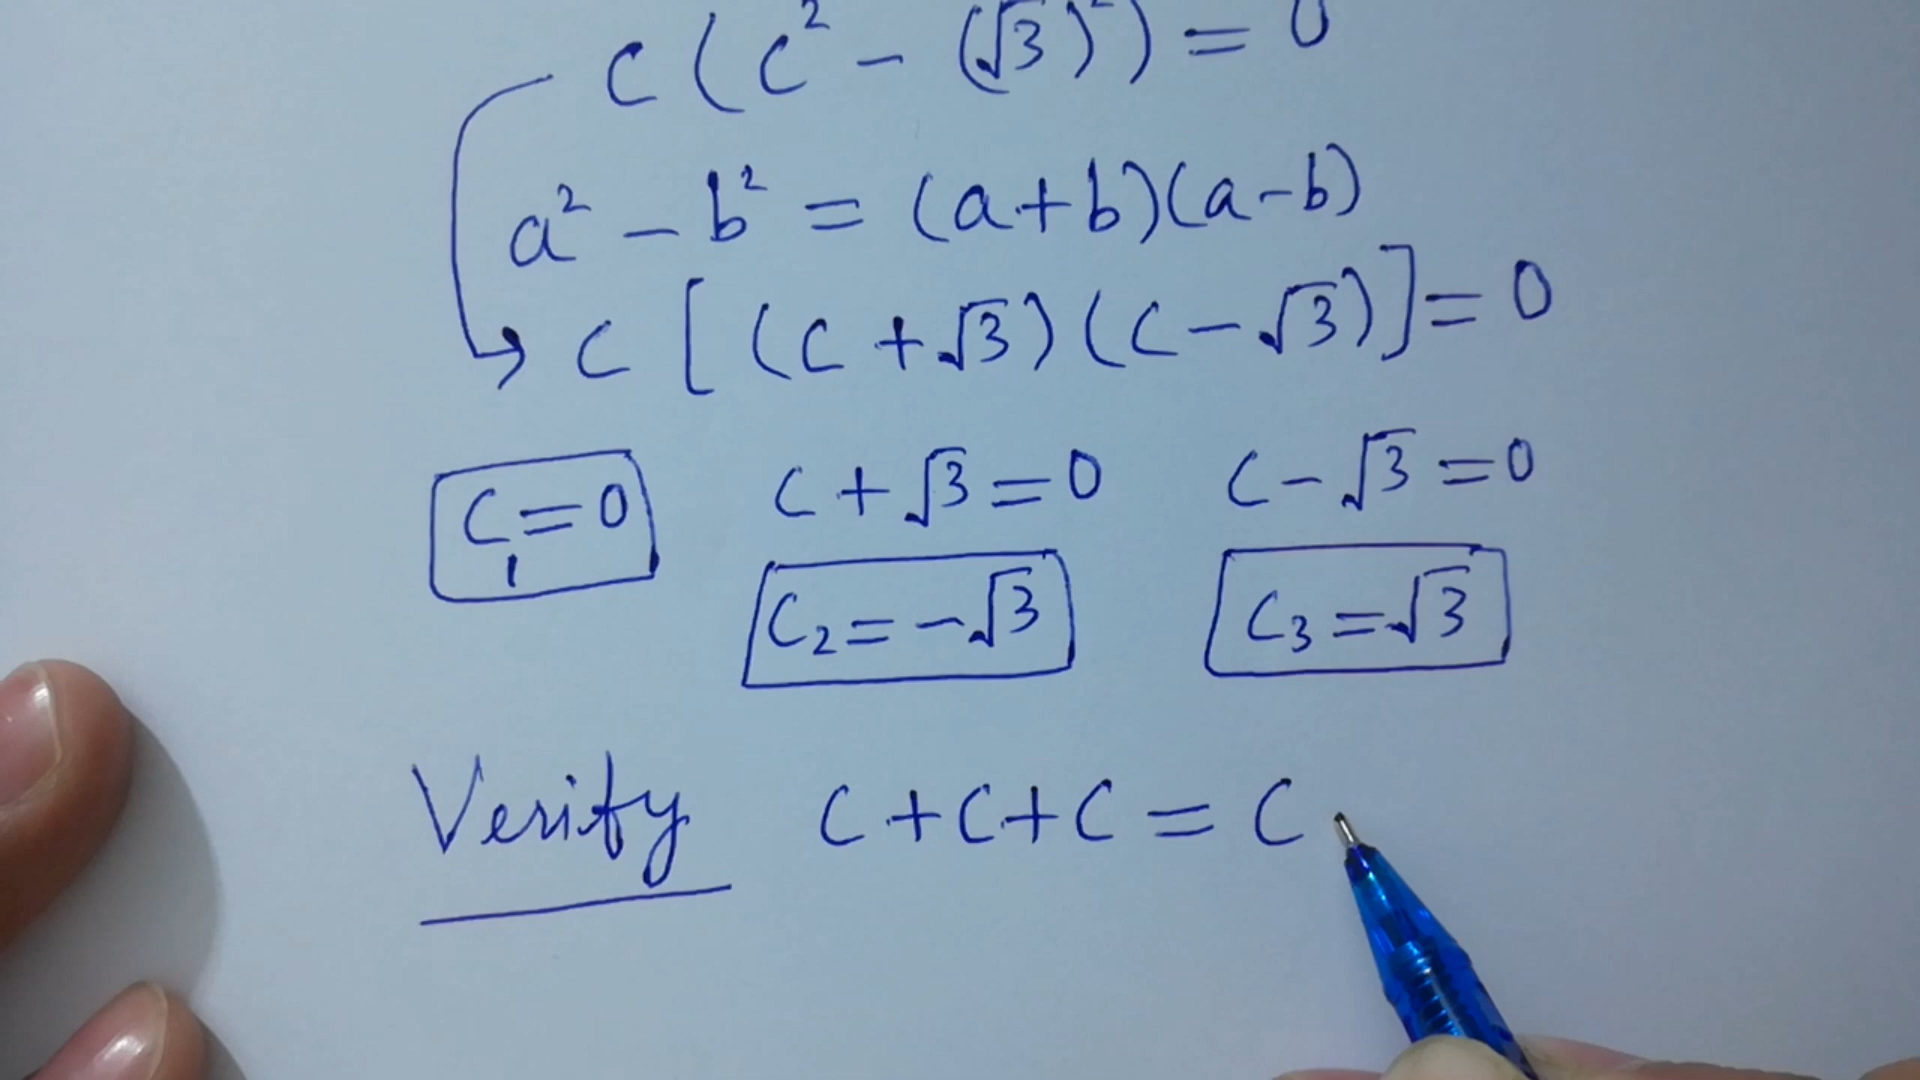 C ( C² - (√3)² ) = 0
a² - b² = (a+b)(a-b)
C [ (C + √3) (C - √3) ] = 0
C₁ = 0 C + √3 = 0 C - √3 = 0
C₂ = -√3 C₃ = √3
Verify C + C + C = C